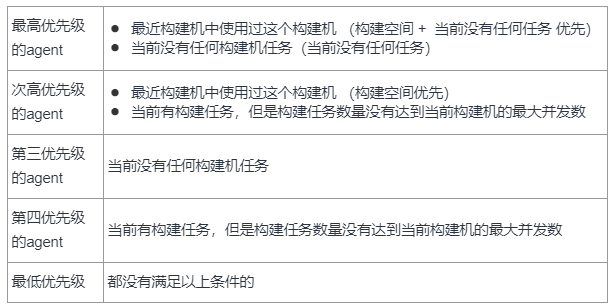 最高优先级
的agent
● 最近构建机中使用过这个构建机 （构建空间 + 当前没有任何任务 优先）
● 当前没有任何构建机任务（当前没有任何任务）
次高优先级
的agent
● 最近构建机中使用过这个构建机 （构建空间优先）
● 当前有构建任务，但是构建任务数量没有达到当前构建机的最大并发数
第三优先级
的agent
当前没有任何构建机任务
第四优先级
的agent
当前有构建任务，但是构建任务数量没有达到当前构建机的最大并发数
最低优先级
都没有满足以上条件的